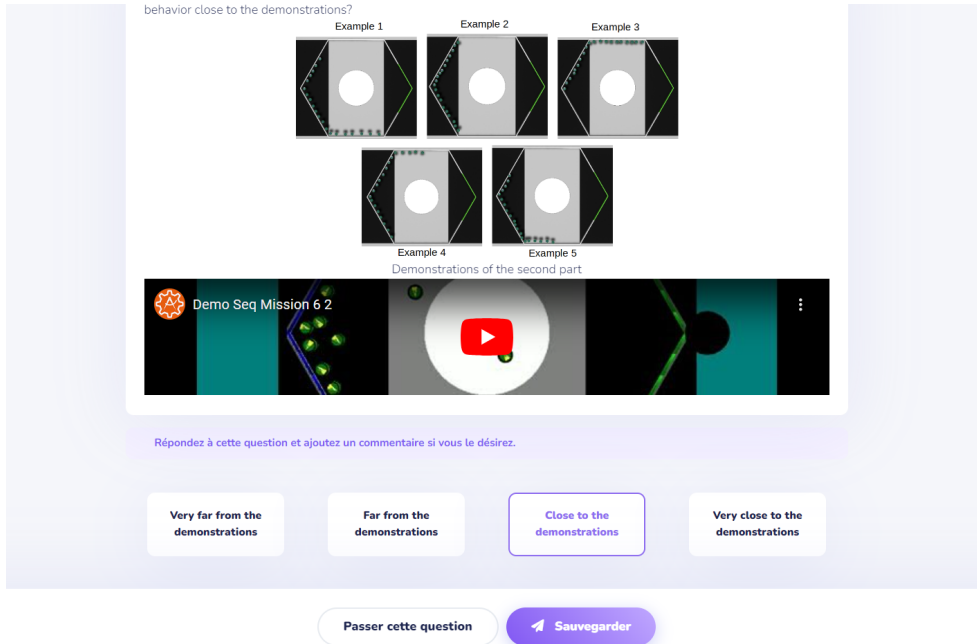 behavior close to the demonstrations?
Example 1
Example 2
Example 3
Example 4
Example 5
Demonstrations of the second part
Demo Seq Mission 6 2
Répondez à cette question et ajoutez un commentaire si vous le désirez.
Very far from the
demonstrations
Far from the
demonstrations
Close to the
demonstrations
Very close to the
demonstrations
Passer cette question
Sauvegarder